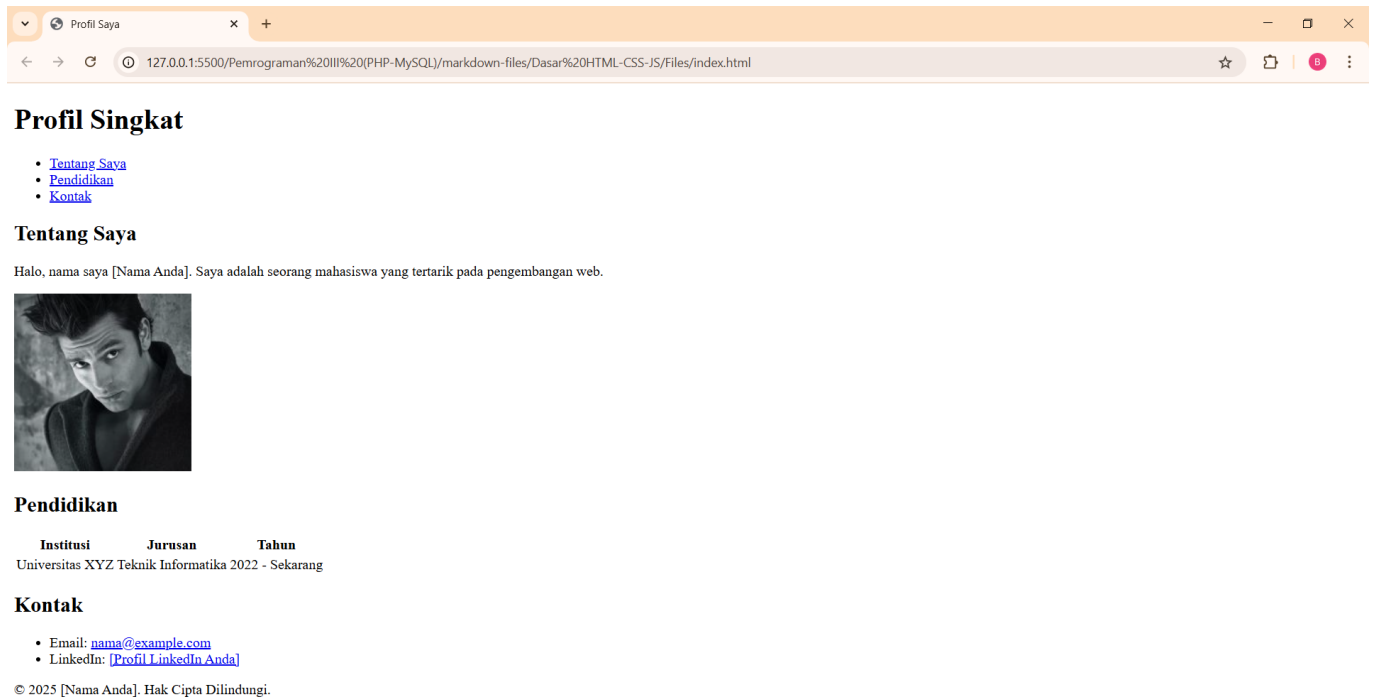 Profil Saya
127.0.0.1:5500/Pemrograman%20III%20(PHP-MySQL)/markdown-files/Dasar%20HTML-CSS-JS/Files/index.html
B
Profil Singkat
Tentang Saya
Pendidikan
Kontak
Tentang Saya
Halo, nama saya [Nama Anda]. Saya adalah seorang mahasiswa yang tertarik pada pengembangan web.
Pendidikan
Institusi Jurusan Tahun
Universitas XYZ Teknik Informatika 2022 - Sekarang
Kontak
Email: nama@example.com
LinkedIn: [Profil LinkedIn Anda]
© 2025 [Nama Anda]. Hak Cipta Dilindungi.